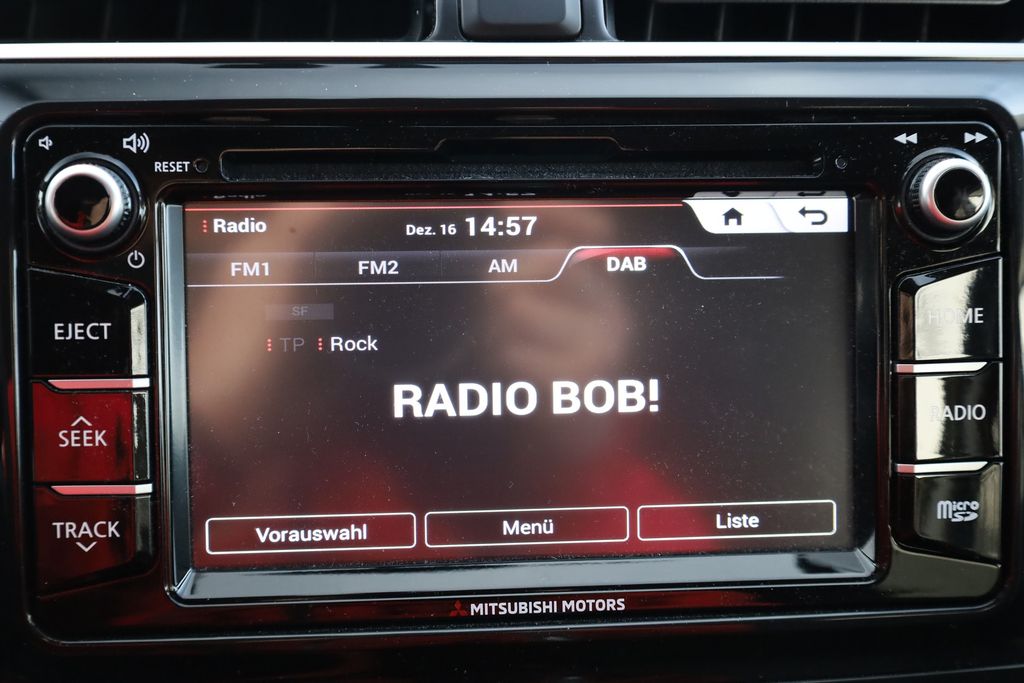 RESET
Radio
Dez. 16 14:57
FM1 FM2 AM DAB
SF
TP Rock
RADIO BOB!
Vorauswahl Menü Liste
EJECT
SEEK
TRACK
HOME
RADIO
micro SD
MITSUBISHI MOTORS